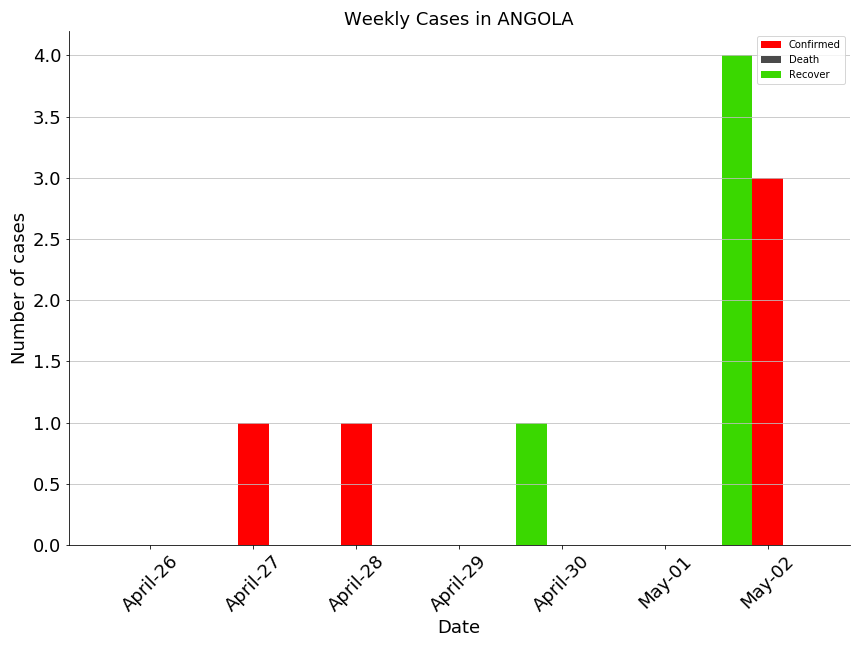 Weekly Cases in ANGOLA
Confirmed
Death
Recover
Number of cases
4.0
3.5
3.0
2.5
2.0
1.5
1.0
0.5
0.0
April-26
April-27
April-28
April-29
April-30
May-01
May-02
Date